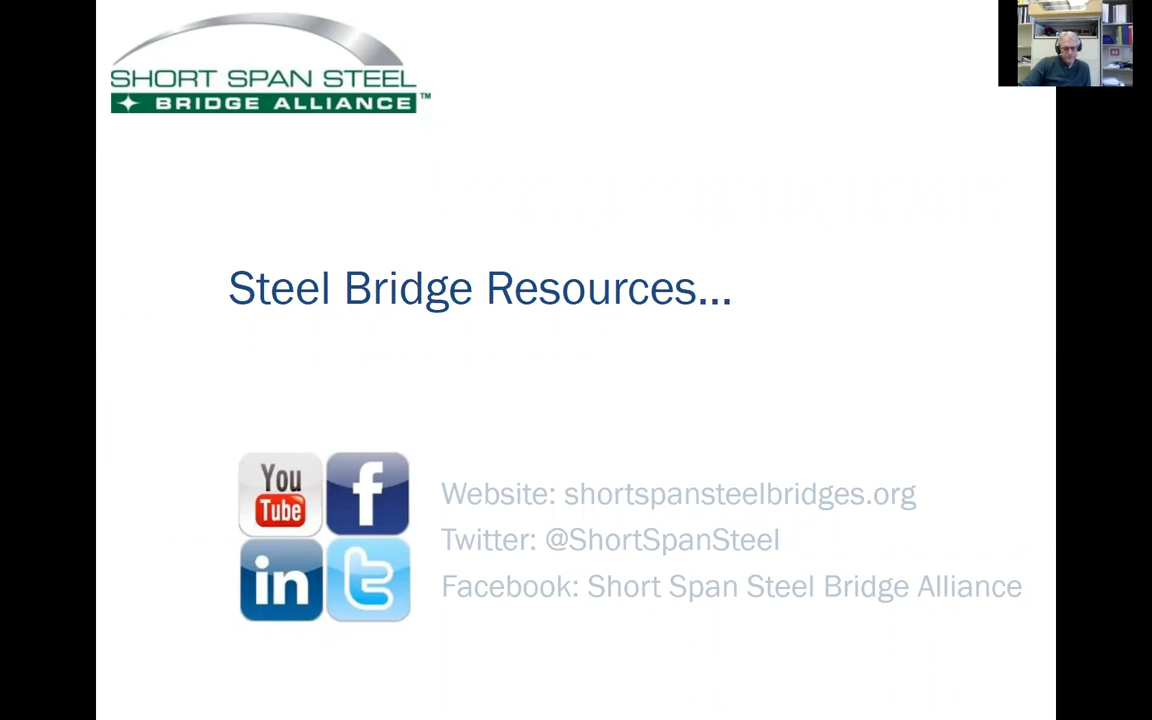 SHORT SPAN STEEL
BRIDGE ALLIANCE™
Steel Bridge Resources...
You
Tube
f
in
t
Website: shortspansteelbridges.org
Twitter: @ShortSpanSteel
Facebook: Short Span Steel Bridge Alliance